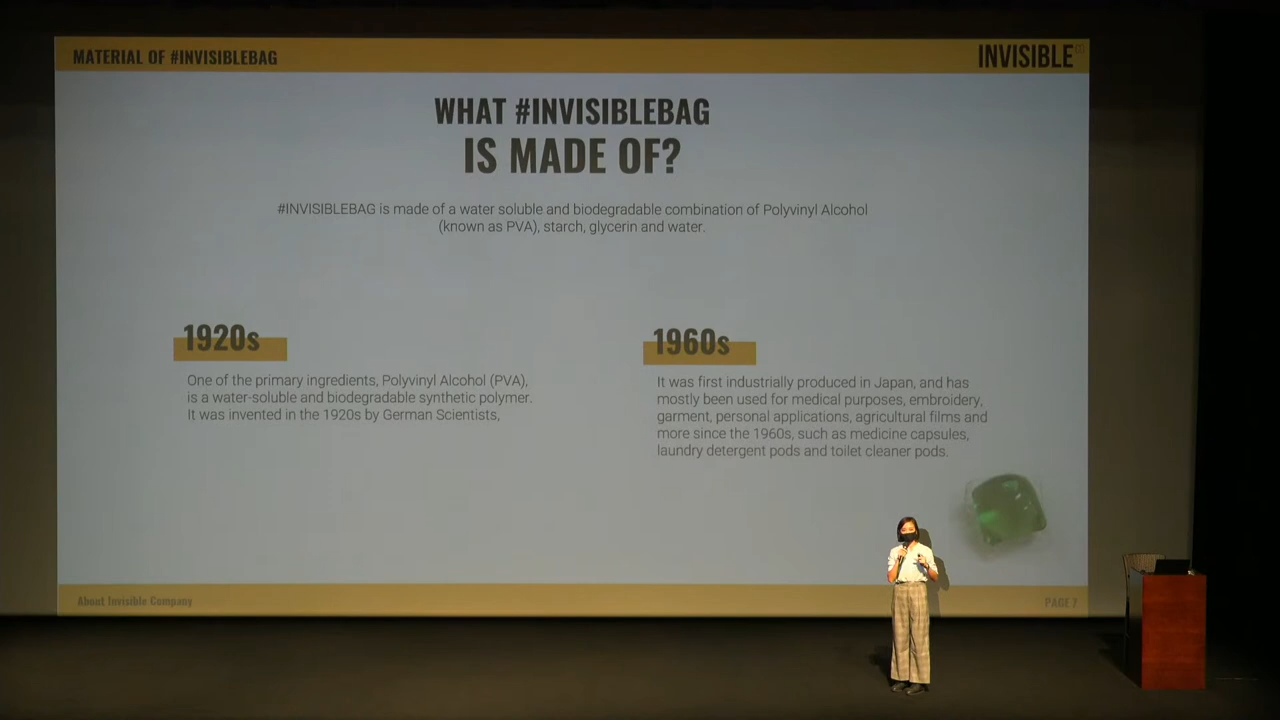 MATERIAL OF #INVISIBLEBAG
INVISIBLE
WHAT #INVISIBLEBAG
IS MADE OF?
#INVISIBLEBAG is made of a water soluble and biodegradable combination of Polyvinyl Alcohol
(known as PVA), starch, glycerin and water.
1920s
One of the primary ingredients, Polyvinyl Alcohol (PVA),
is a water-soluble and biodegradable synthetic polymer.
It was invented in the 1920s by German Scientists,
1960s
It was first industrially produced in Japan, and has
mostly been used for medical purposes, embroidery,
garment, personal applications, agricultural films and
more since the 1960s, such as medicine capsules,
laundry detergent pods and toilet cleaner pods.
About Invisible Company
PAGE 7